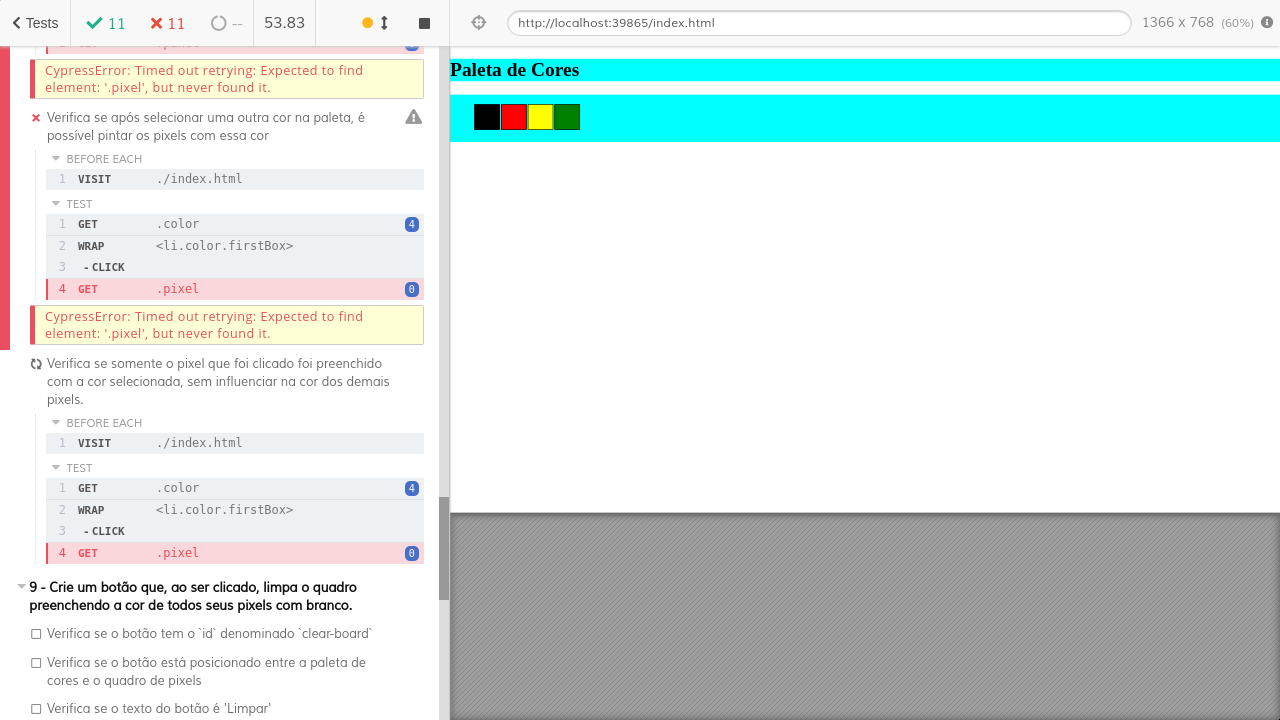 Tests 11 11 -- 53.83 http://localhost:39865/index.html 1366 x 768 (60%)
CypressError: Timed out retrying: Expected to find
element: '.pixel', but never found it.
Verifica se após selecionar uma outra cor na paleta, é
possível pintar os pixels com essa cor
BEFORE EACH
1 VISIT ./index.html
TEST
1 GET .color 4
2 WRAP <li.color.firstBox>
3 -CLICK
4 GET .pixel 0
CypressError: Timed out retrying: Expected to find
element: '.pixel', but never found it.
Verifica se somente o pixel que foi clicado foi preenchido
com a cor selecionada, sem influenciar na cor dos demais
pixels.
BEFORE EACH
1 VISIT ./index.html
TEST
1 GET .color 4
2 WRAP <li.color.firstBox>
3 -CLICK
4 GET .pixel 0
9 - Crie um botão que, ao ser clicado, limpa o quadro
preenchendo a cor de todos seus pixels com branco.
Verifica se o botão tem o `id` denominado `clear-board`
Verifica se o botão está posicionado entre a paleta de
cores e o quadro de pixels
Verifica se o texto do botão é 'Limpar'
Paleta de Cores